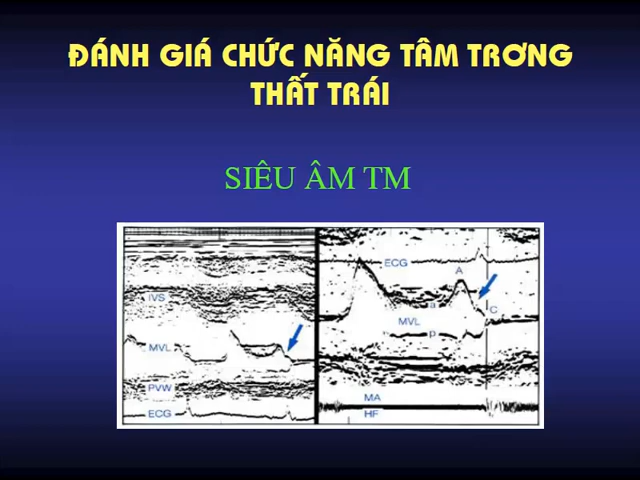 ĐÁNH GIÁ CHỨC NĂNG TÂM TRƠNG
THẤT TRÁI
SIÊU ÂM TM
IVS
MVL
PVW
ECG
ECG
A
a
C
MVL
p
MA
HF